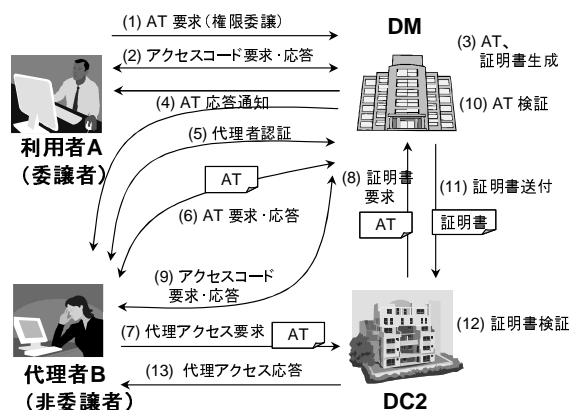 (1) AT 要求(権限委譲)
DM
(2) アクセスコード要求・応答
(3) AT、
証明書生成
(4) AT 応答通知
(10) AT 検証
(5) 代理者認証
利用者A
(委譲者)
AT
(8) 証明書
要求
(11) 証明書送付
(6) AT 要求・応答
AT
証明書
(9) アクセスコード
要求・応答
(7) 代理アクセス要求
AT
(12) 証明書検証
代理者B
(非委譲者)
(13) 代理アクセス応答
DC2